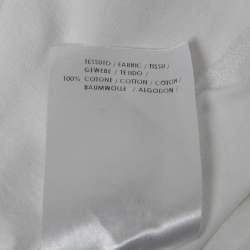 TESSUTO / FABRIC / TISSU /
GEWEBE / TEJIDO /
100% COTONE / COTTON / COTON /
BAUMWOLLE / ALGODON /